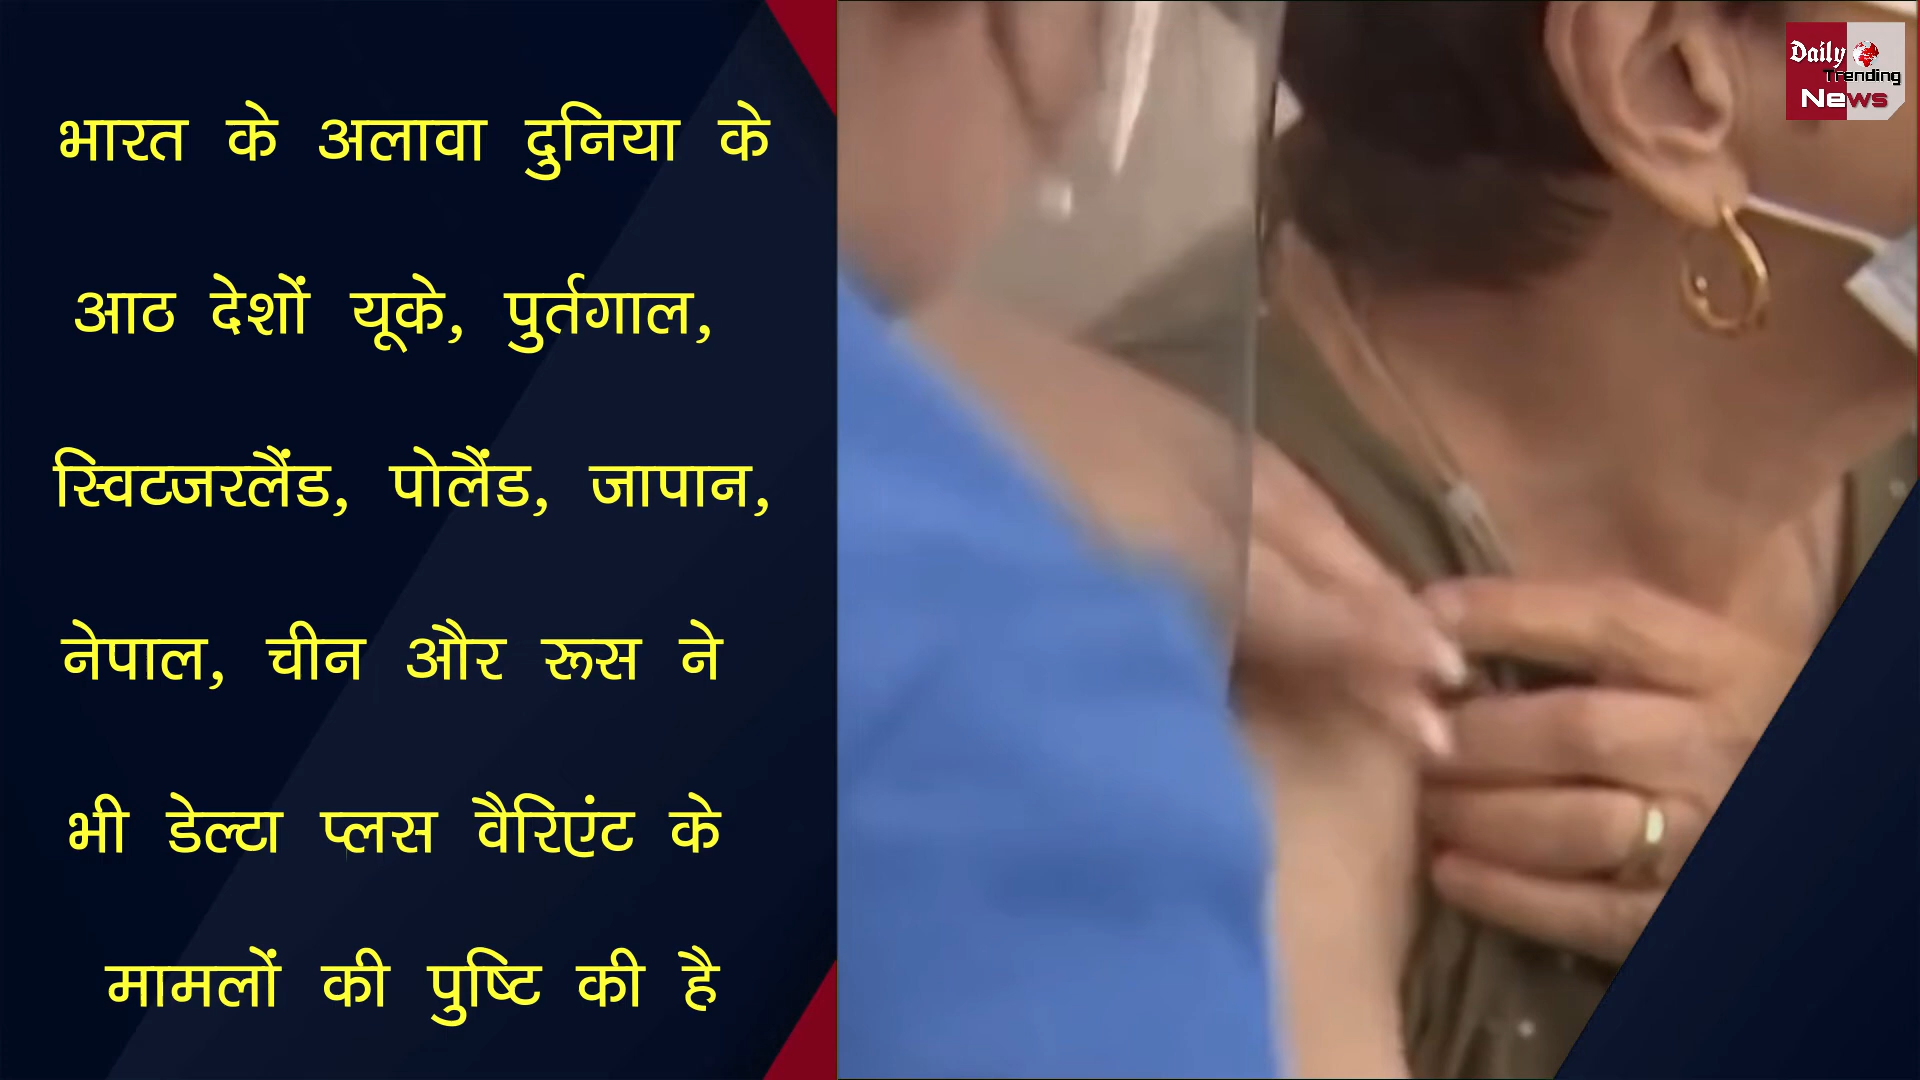 भारत के अलावा दुनिया के
आठ देशों यूके, पुर्तगाल,
स्विटजरलैंड, पोलैंड, जापान,
नेपाल, चीन और रूस ने
भी डेल्टा प्लस वैरिएंट के
मामलों की पुष्टि की है
Daily
Trending
News